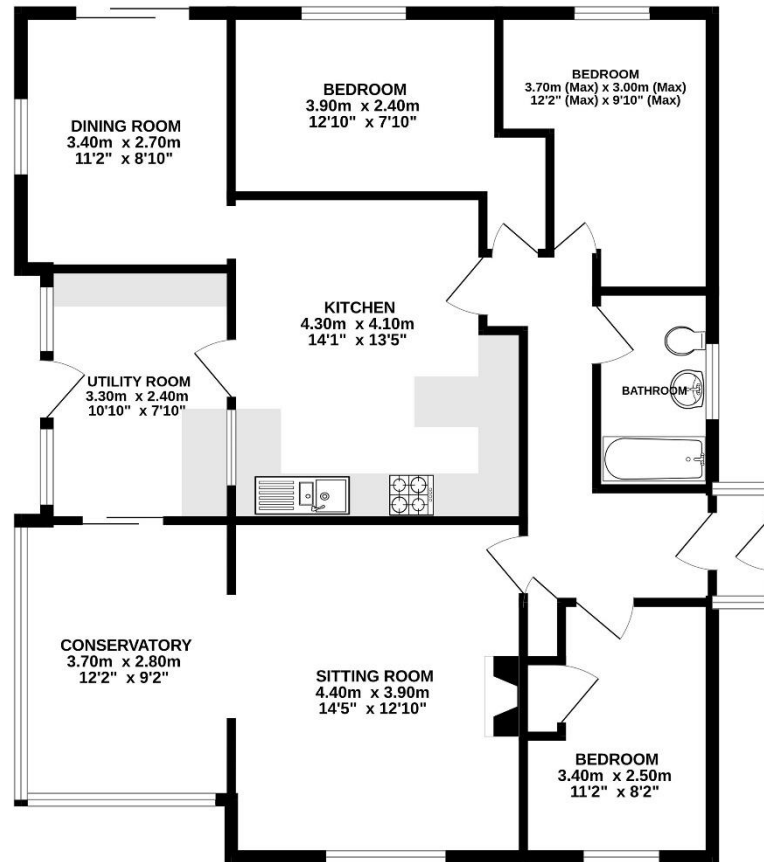 DINING ROOM
3.40m x 2.70m
11'2" x 8'10"
BEDROOM
3.90m x 2.40m
12'10" x 7'10"
BEDROOM
3.70m (Max) x 3.00m (Max)
12'2" (Max) x 9'10" (Max)
KITCHEN
4.30m x 4.10m
14'1" x 13'5"
UTILITY ROOM
3.30m x 2.40m
10'10" x 7'10"
BATHROOM
CONSERVATORY
3.70m x 2.80m
12'2" x 9'2"
SITTING ROOM
4.40m x 3.90m
14'5" x 12'10"
BEDROOM
3.40m x 2.50m
11'2" x 8'2"